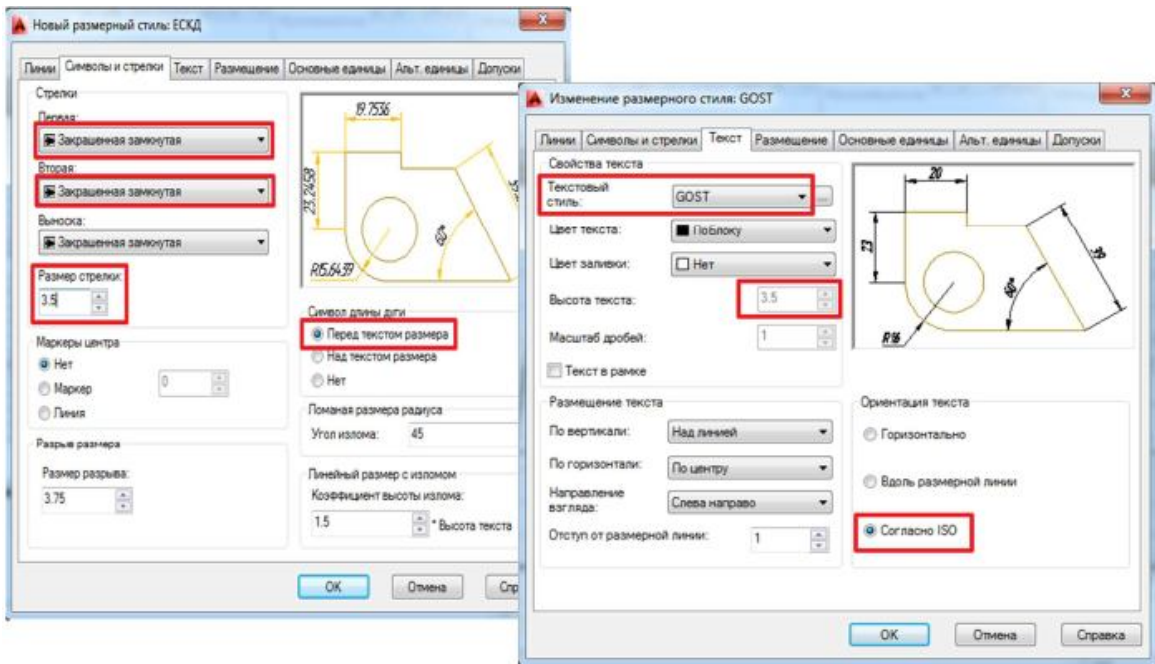 Новый размерный стиль: ЕСКД
Линии Символы и стрелки Текст Размещение Основные единицы Альт. единицы Допуски
Стрелки
Первая:
Закрашенная замкнутая
Вторая:
Закрашенная замкнутая
Выноска:
Закрашенная замкнутая
Размер стрелки:
3.5
Маркеры центра
Нет
Маркер 0
Линия
Разрыв размера
Размер разрыва:
3.75
19.7536
23.2458
60°
R15.6439
Символ длины дуги
Перед текстом размера
Над текстом размера
Нет
Ломаная размера радиуса
Угол излома: 45
Линейный размер с изломом
Коэффициент высоты излома:
1.5 * Высота текста
OK Отмена Спр
Изменение размерного стиля: GOST
Линии Символы и стрелки Текст Размещение Основные единицы Альт. единицы Допуски
Свойства текста
Текстовый
стиль: GOST ...
Цвет текста: ПоБлоку
Цвет заливки: Нет
Высота текста: 3.5
Масштаб дробей: 1
Текст в рамке
20
23
39
60°
R16
Размещение текста
По вертикали: Над линией
По горизонтали: По центру
Направление
взгляда: Слева направо
Отступ от размерной линии: 1
Ориентация текста
Горизонтально
Вдоль размерной линии
Согласно ISO
OK Отмена Справка